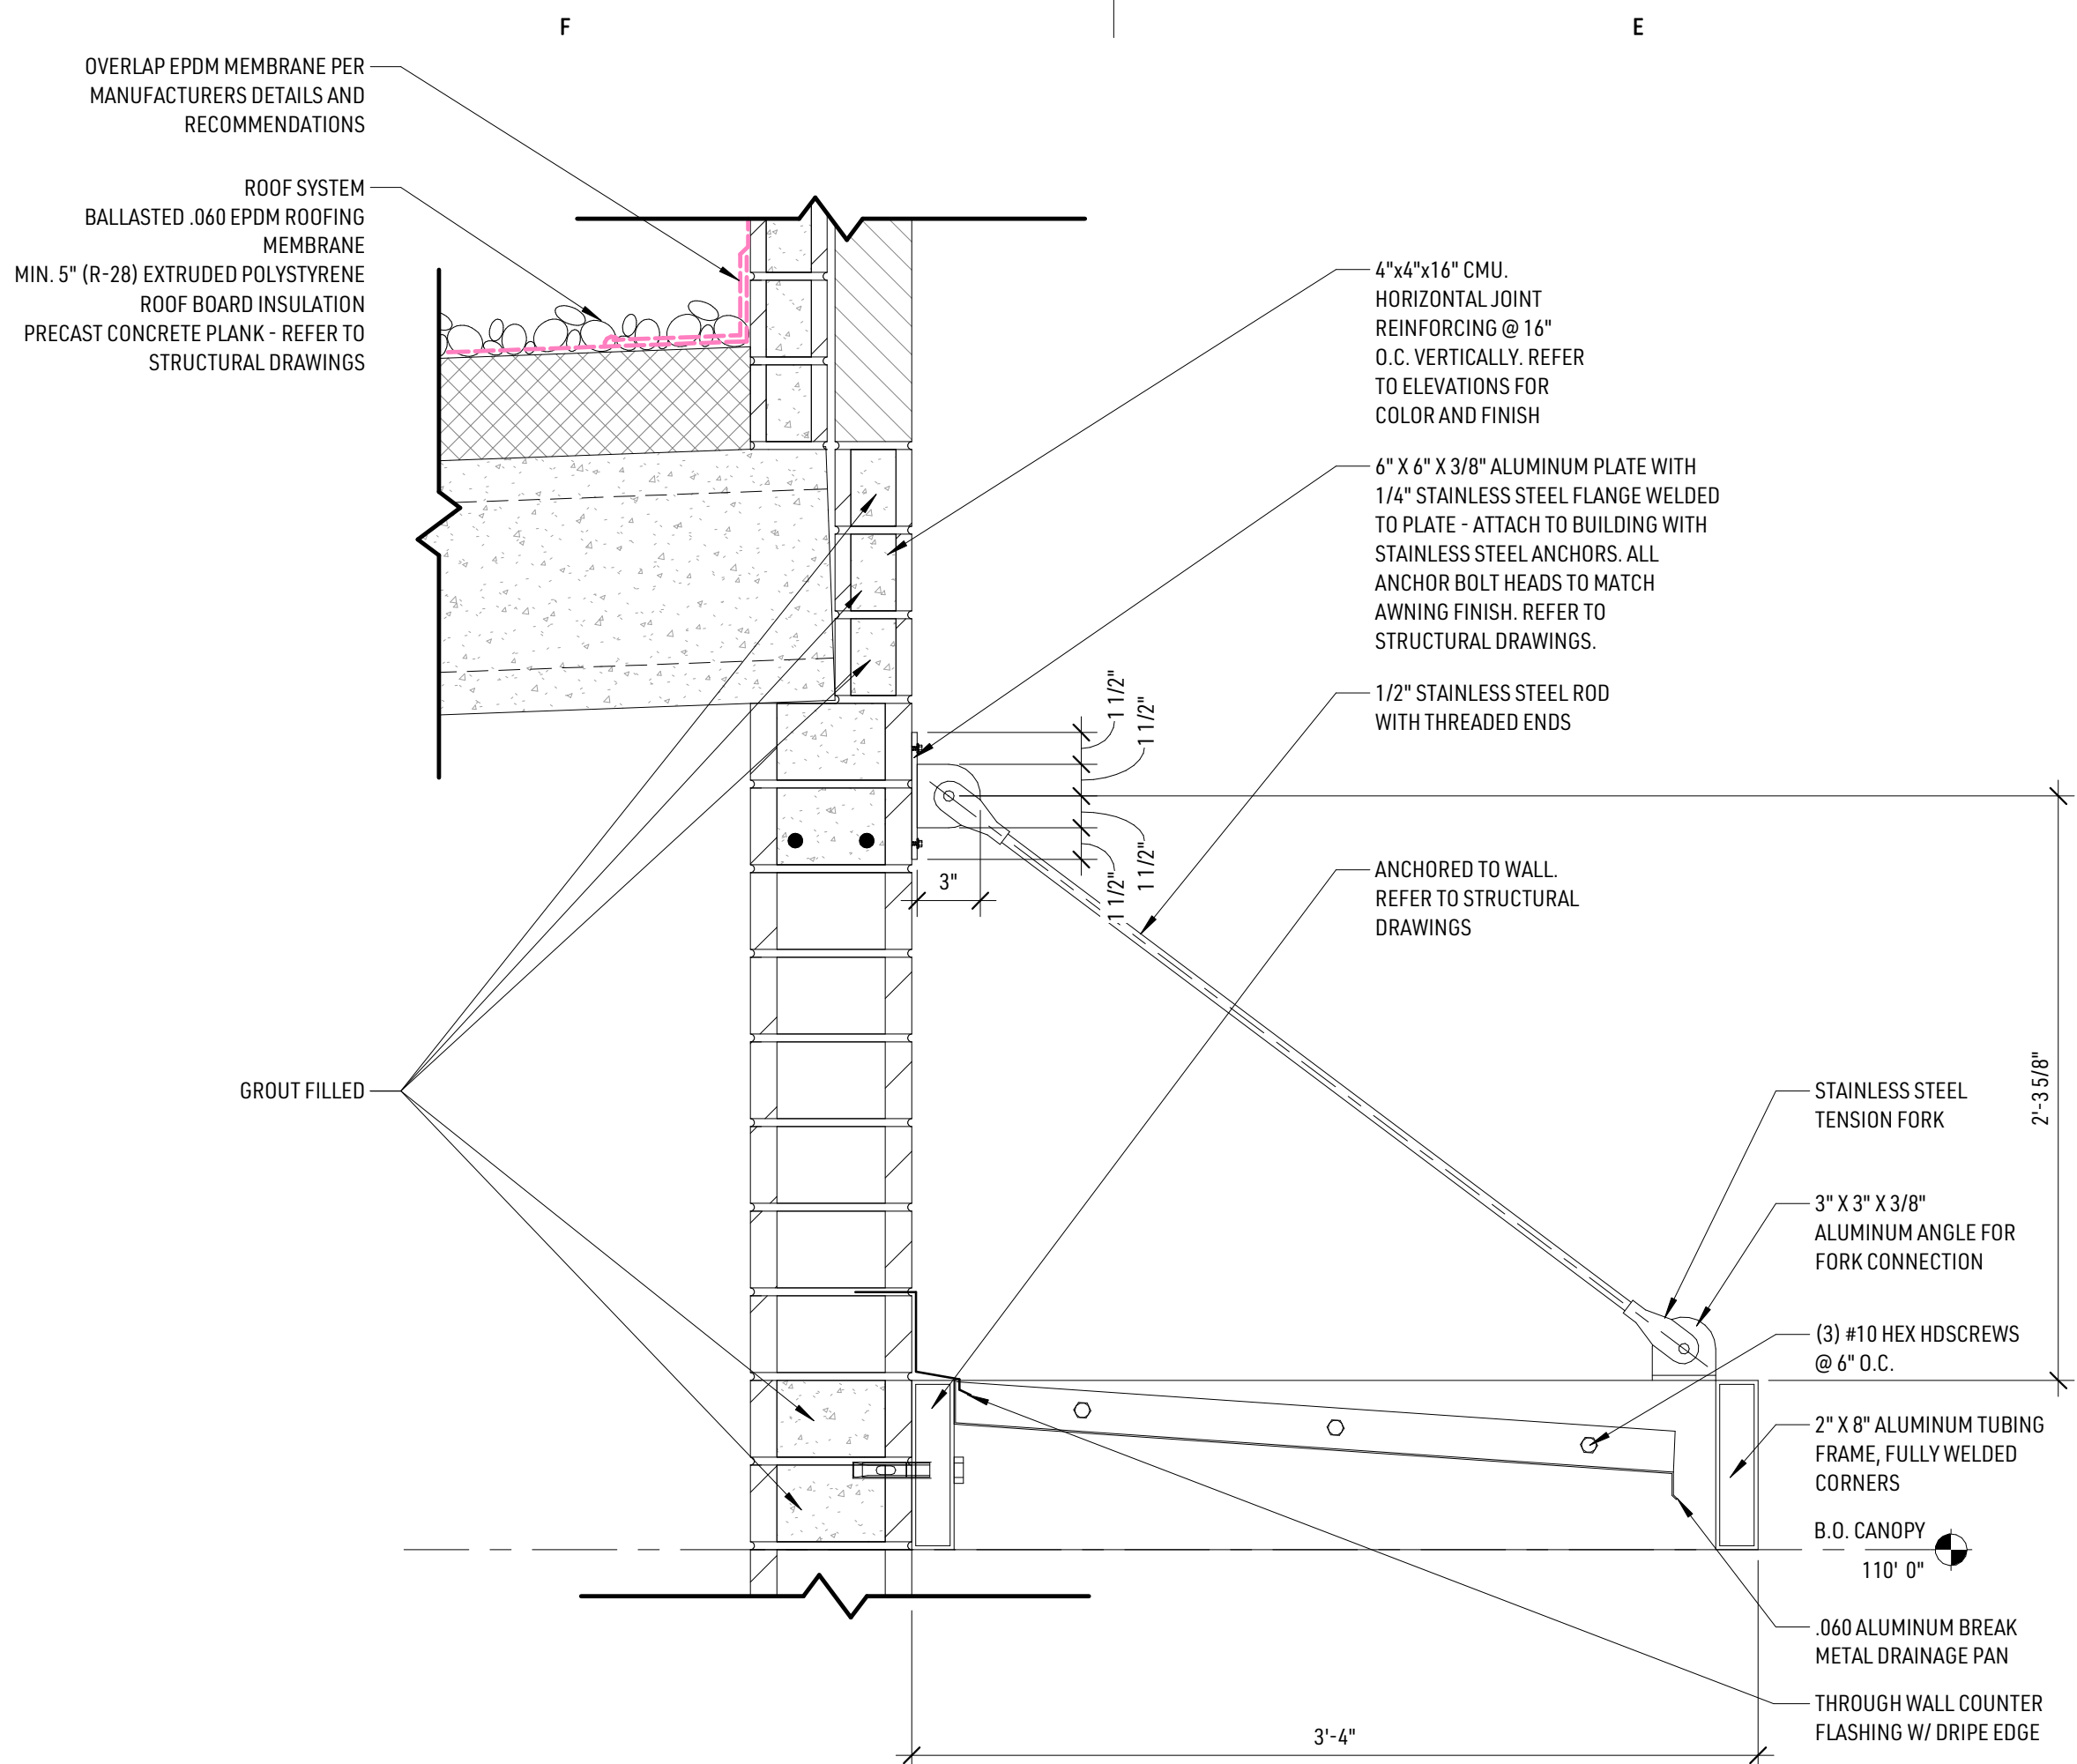 F
E
OVERLAP EPDM MEMBRANE PER
MANUFACTURERS DETAILS AND
RECOMMENDATIONS
ROOF SYSTEM
BALLASTED .060 EPDM ROOFING
MEMBRANE
MIN. 5" (R-28) EXTRUDED POLYSTYRENE
ROOF BOARD INSULATION
PRECAST CONCRETE PLANK - REFER TO
STRUCTURAL DRAWINGS
4"x4"x16" CMU.
HORIZONTAL JOINT
REINFORCING @ 16"
O.C. VERTICALLY. REFER
TO ELEVATIONS FOR
COLOR AND FINISH
6" X 6" X 3/8" ALUMINUM PLATE WITH
1/4" STAINLESS STEEL FLANGE WELDED
TO PLATE - ATTACH TO BUILDING WITH
STAINLESS STEEL ANCHORS. ALL
ANCHOR BOLT HEADS TO MATCH
AWNING FINISH. REFER TO
STRUCTURAL DRAWINGS.
1/2" STAINLESS STEEL ROD
WITH THREADED ENDS
1 1/2"
1 1/2"
1 1/2"
1 1/2"
3"
ANCHORED TO WALL.
REFER TO STRUCTURAL
DRAWINGS
2'-3 5/8"
GROUT FILLED
STAINLESS STEEL
TENSION FORK
3" X 3" X 3/8"
ALUMINUM ANGLE FOR
FORK CONNECTION
(3) #10 HEX HDSCREWS
@ 6" O.C.
2" X 8" ALUMINUM TUBING
FRAME, FULLY WELDED
CORNERS
B.O. CANOPY
110' 0"
.060 ALUMINUM BREAK
METAL DRAINAGE PAN
THROUGH WALL COUNTER
FLASHING W/ DRIPE EDGE
3'-4"